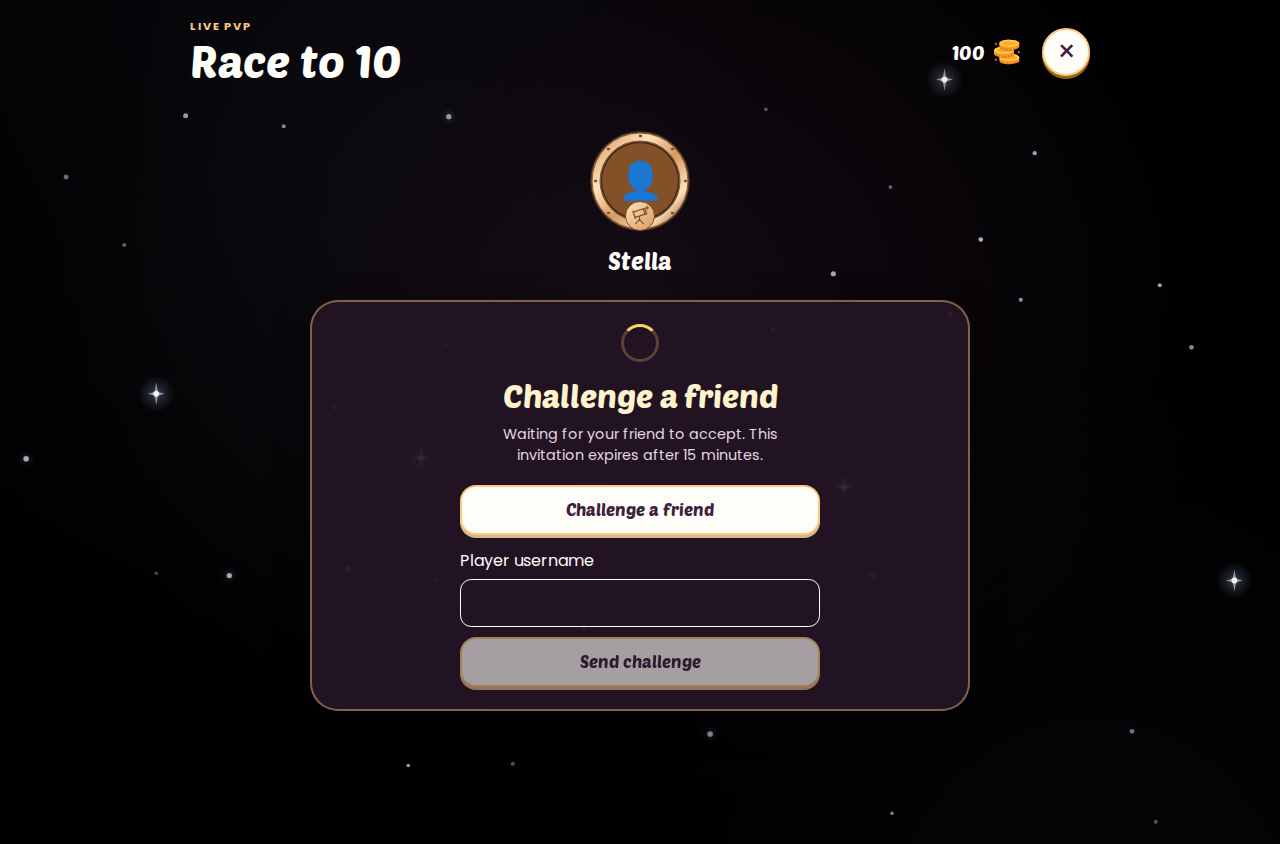 LIVE PVP
Race to 10
100
×
Stella
Challenge a friend
Waiting for your friend to accept. This
invitation expires after 15 minutes.
Challenge a friend
Player username
Send challenge